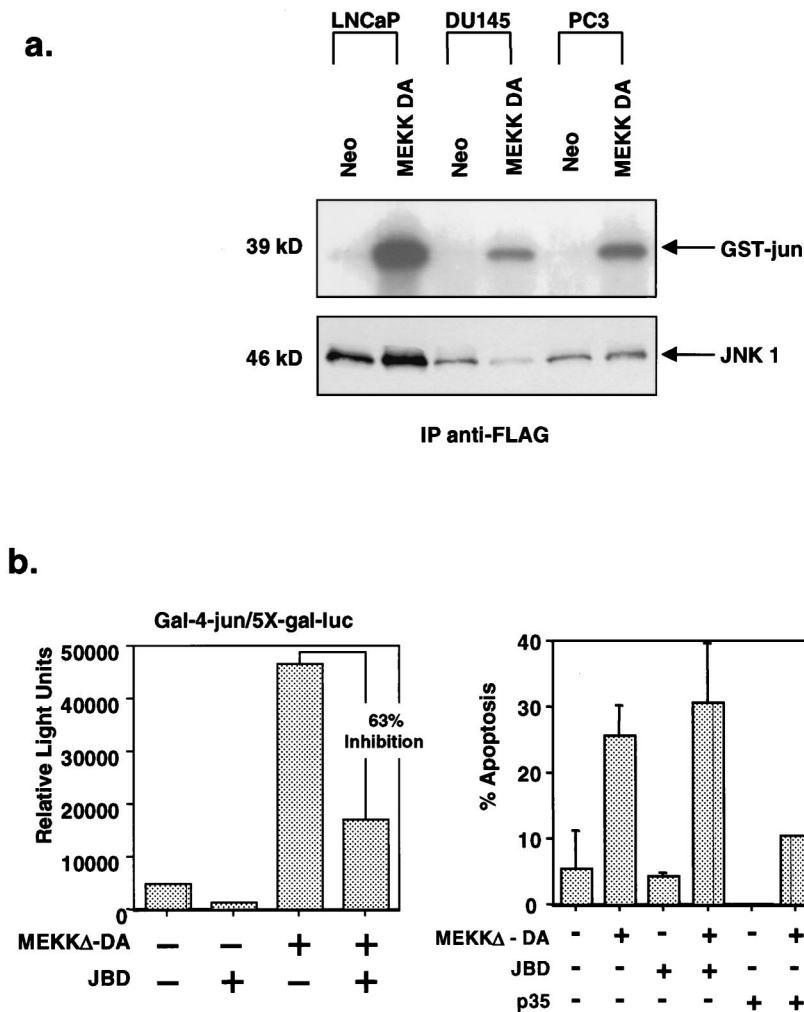 a.
LNCaP DU145 PC3
Neo MEKK DA Neo MEKK DA Neo MEKK DA
39 kD GST-jun
46 kD JNK 1
IP anti-FLAG
b.
Gal-4-jun/5X-gal-luc
Relative Light Units
50000
40000
30000
20000
10000
0
63%
Inhibition
MEKKΔ-DA – – + +
JBD – + – +
% Apoptosis
40
30
20
10
0
MEKKΔ - DA - + - + - +
JBD - - + + - -
p35 - - - - + +